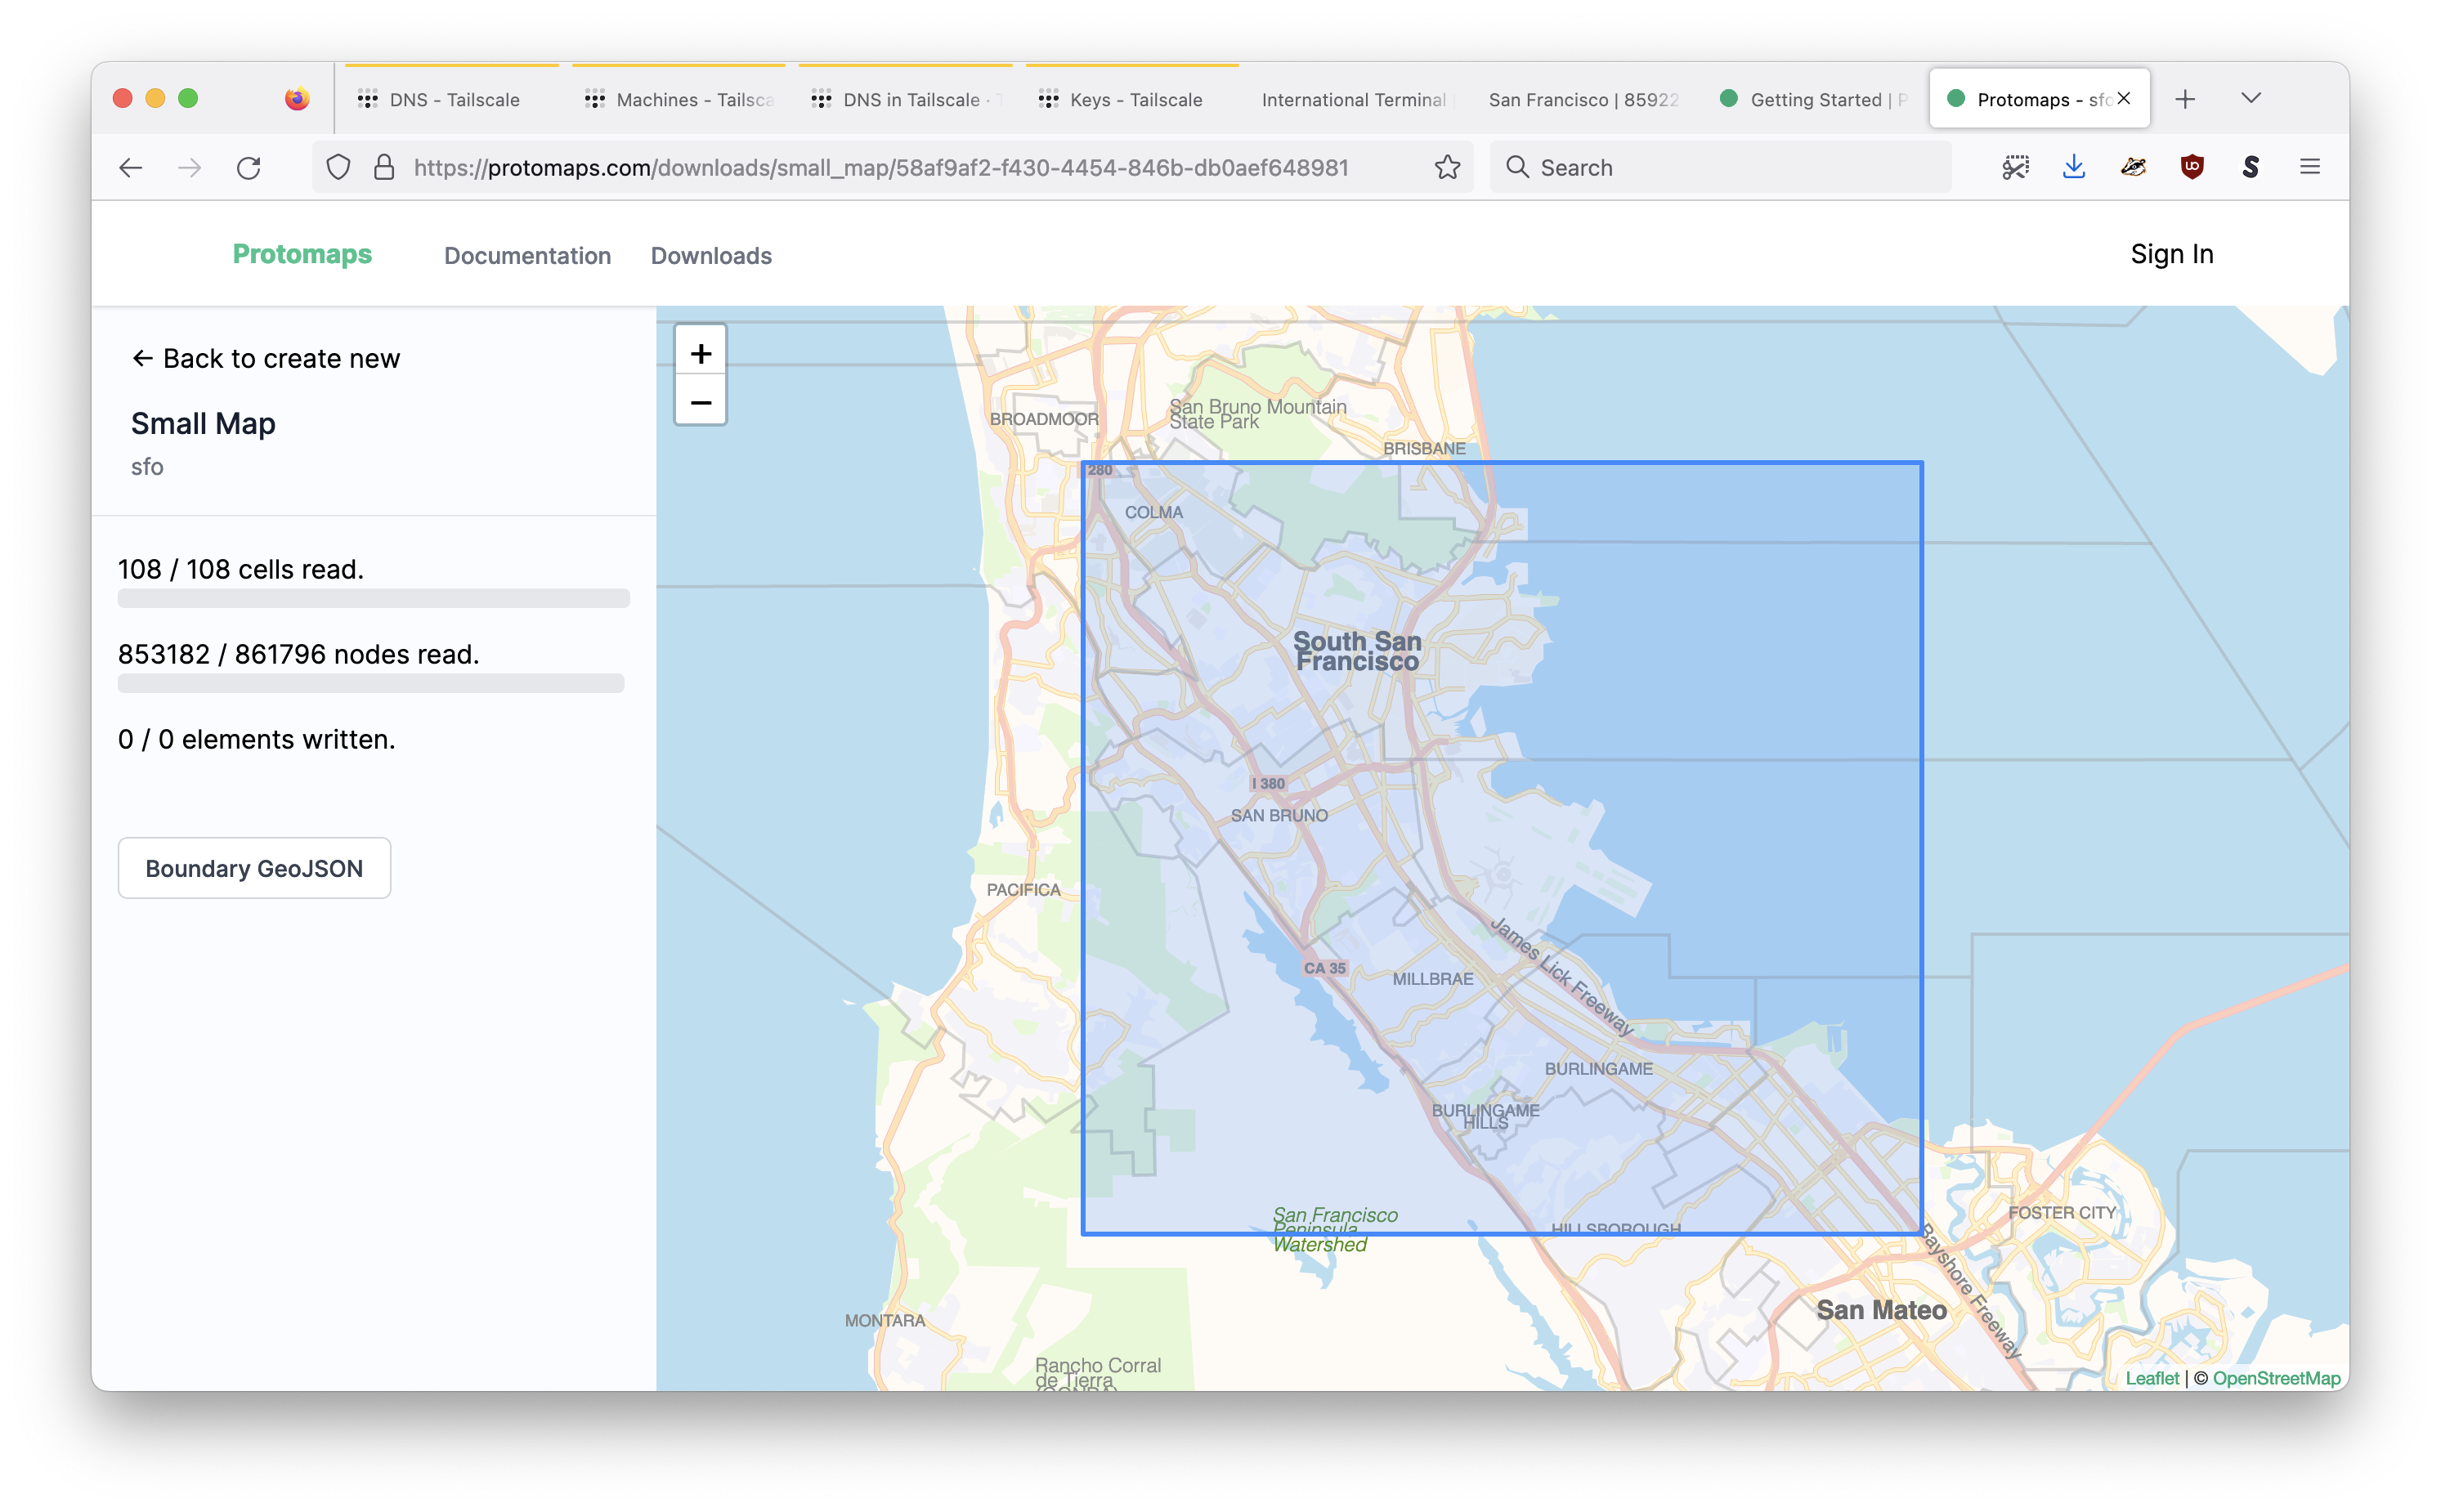 DNS - Tailscale
Machines - Tailsca
DNS in Tailscale ·
Keys - Tailscale
International Terminal
San Francisco | 85922
Getting Started | P
Protomaps - sfo
https://protomaps.com/downloads/small_map/58af9af2-f430-4454-846b-db0aef648981
Search
Protomaps
Documentation
Downloads
Sign In
← Back to create new
Small Map
sfo
108 / 108 cells read.
853182 / 861796 nodes read.
0 / 0 elements written.
Boundary GeoJSON
+
−
BROADMOOR
San Bruno Mountain
State Park
BRISBANE
280
COLMA
South San
Francisco
I 380
SAN BRUNO
PACIFICA
James Lick Freeway
CA 35
MILLBRAE
BURLINGAME
BURLINGAME
HILLS
San Francisco
Peninsula
Watershed
HILLSBOROUGH
FOSTER CITY
Bayshore Freeway
San Mateo
MONTARA
Rancho Corral
de Tierra
Leaflet | © OpenStreetMap